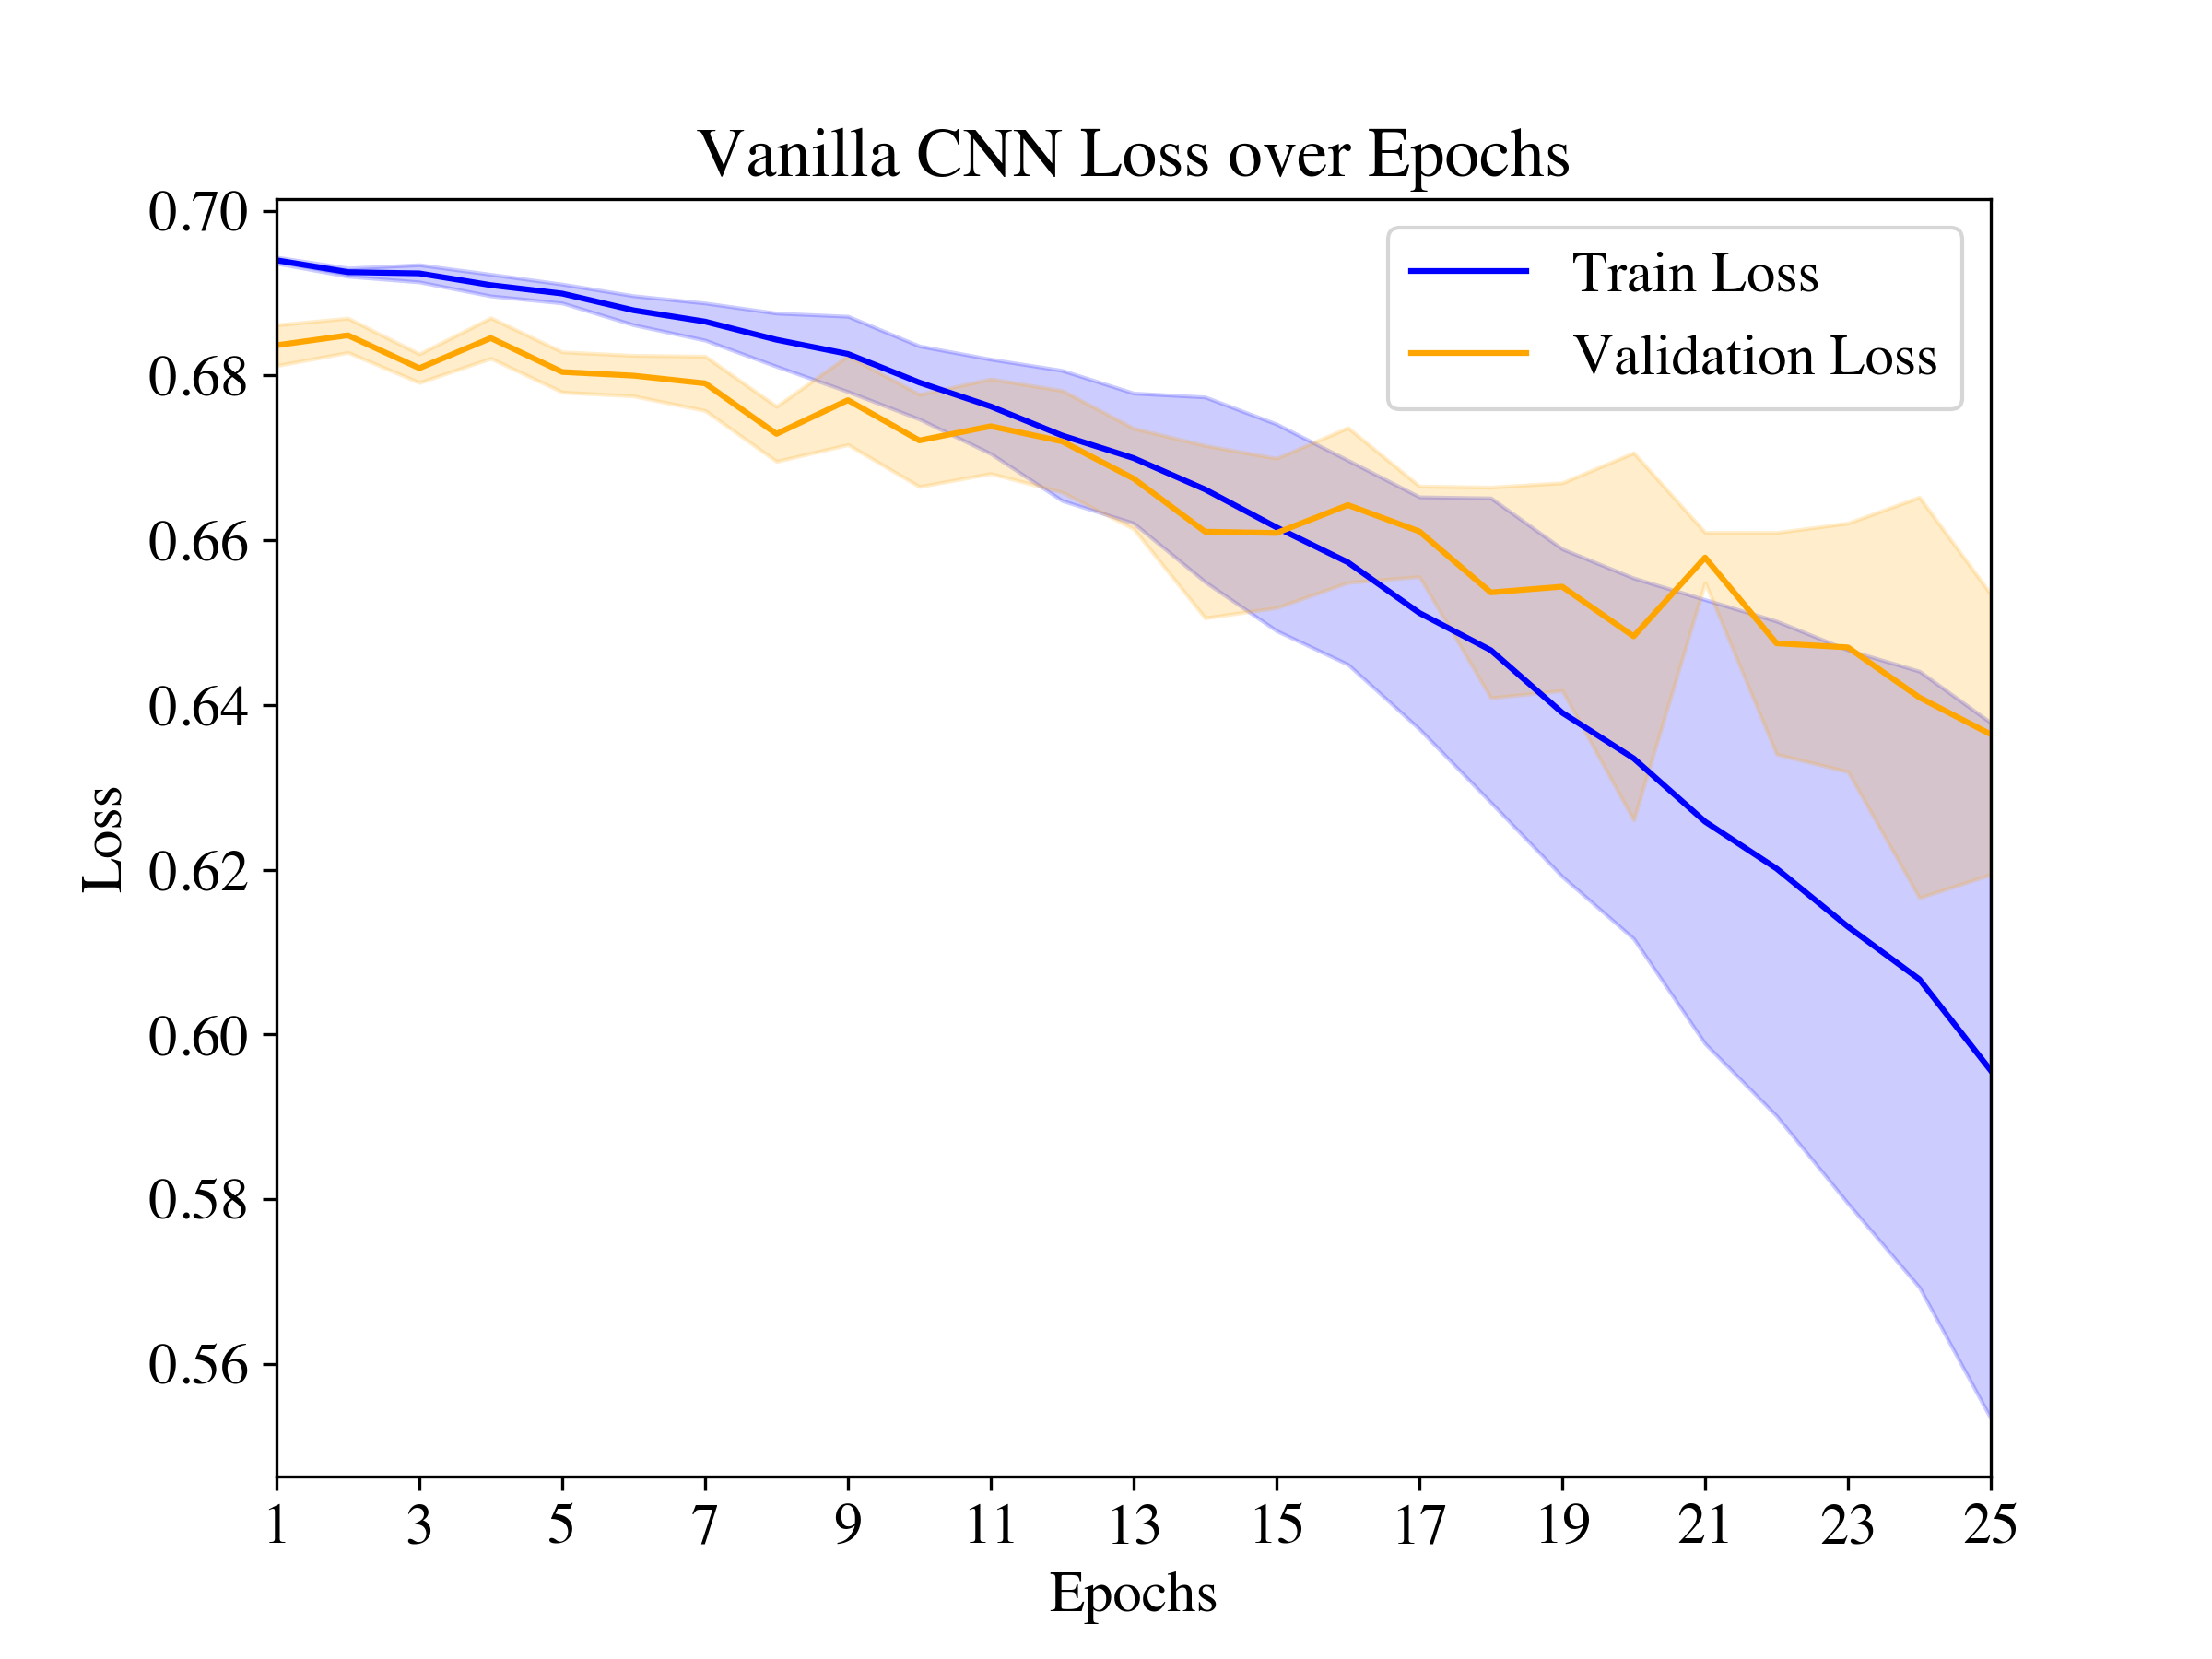 Vanilla CNN Loss over Epochs
Train Loss
Validation Loss
Loss
0.70
0.68
0.66
0.64
0.62
0.60
0.58
0.56
1 3 5 7 9 11 13 15 17 19 21 23 25
Epochs